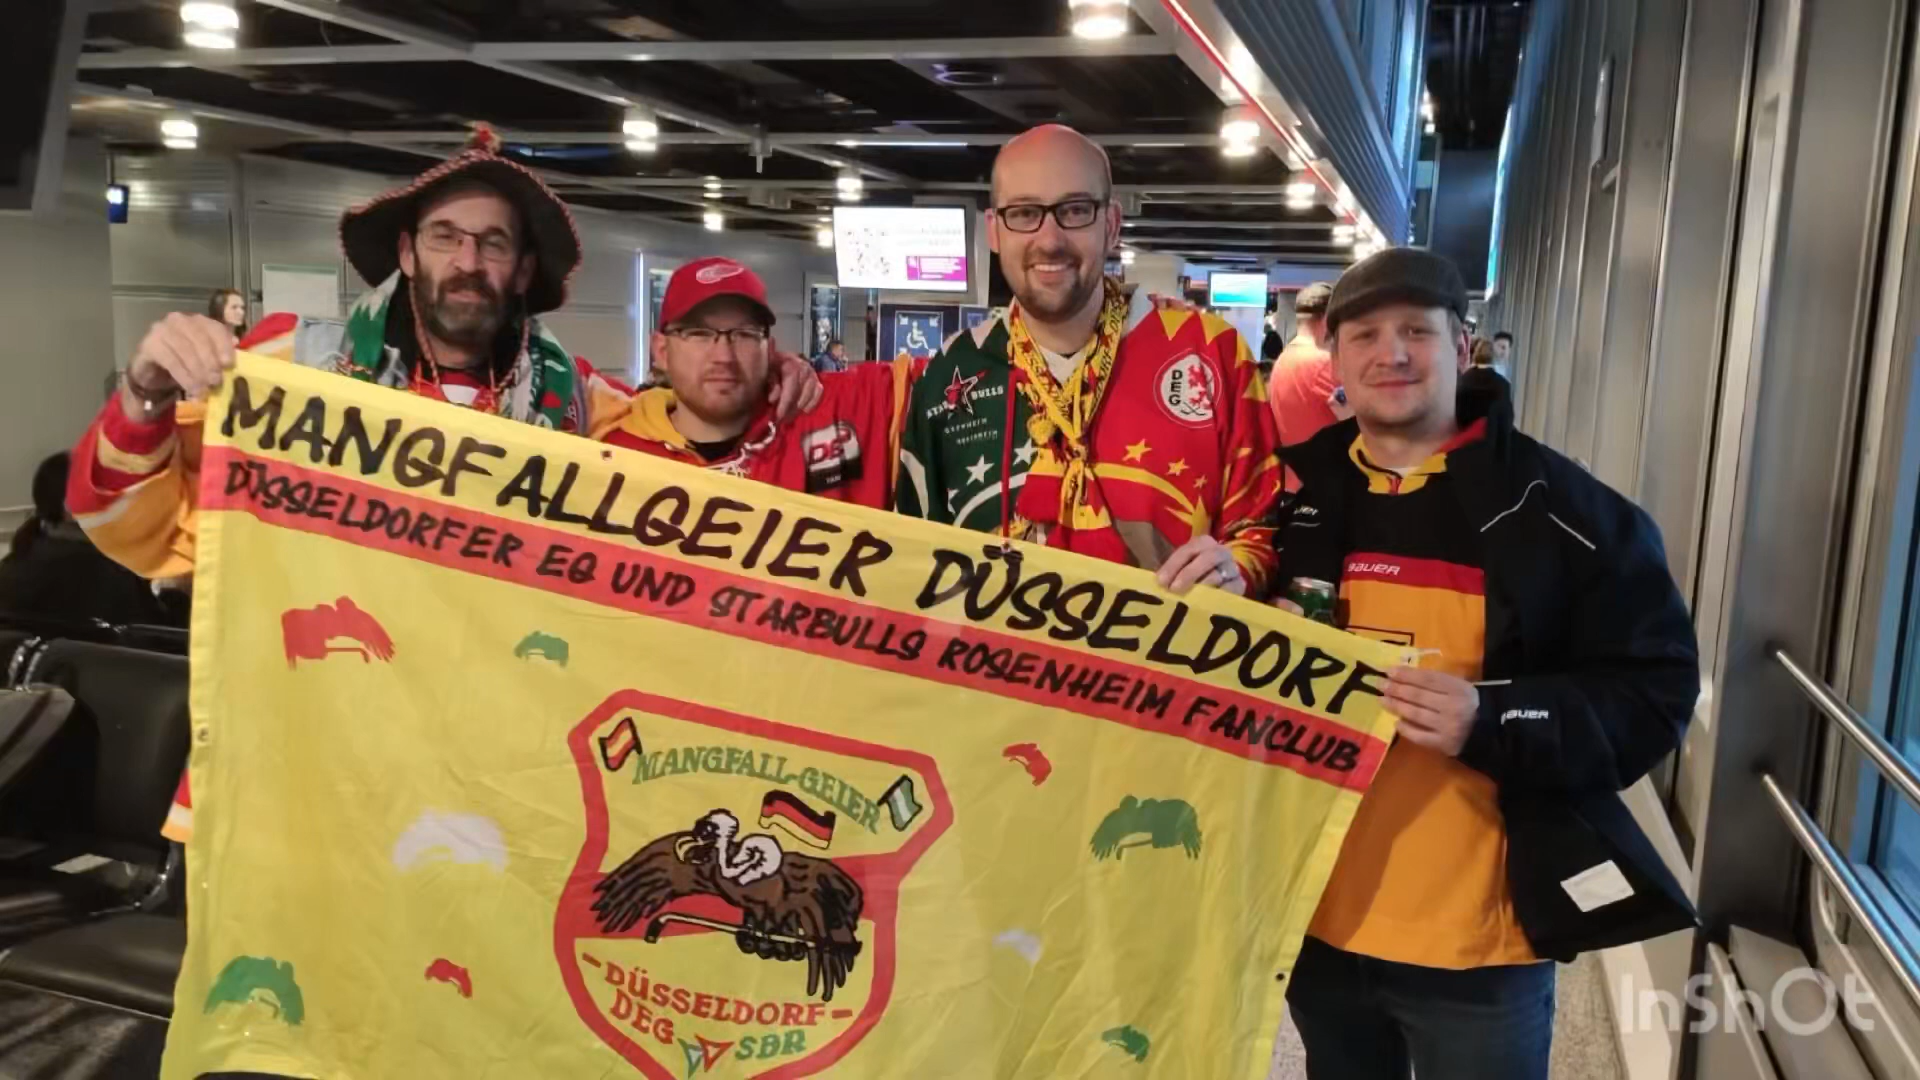 MANGFALLGEIER DÜSSELDORF
DÜSSELDORFER EG UND STARBULLS ROSENHEIM FANCLUB
MANGFALL-GEIER
-DÜSSELDORF-
DEG SBR
STAR BULLS
ROSENHEIM
DEG
BAUER
BAUER
InShOt